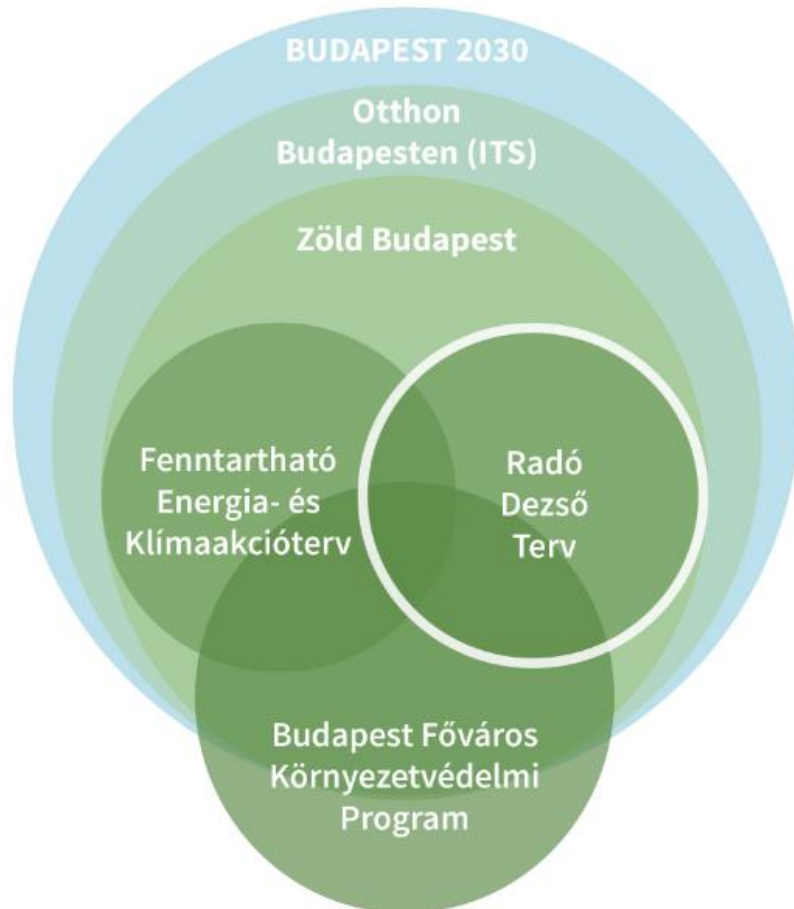 BUDAPEST 2030
Otthon
Budapesten (ITS)
Zöld Budapest
Fenntartható
Energia- és
Klímaakcióterv
Radó
Dezső
Terv
Budapest Főváros
Környezetvédelmi
Program